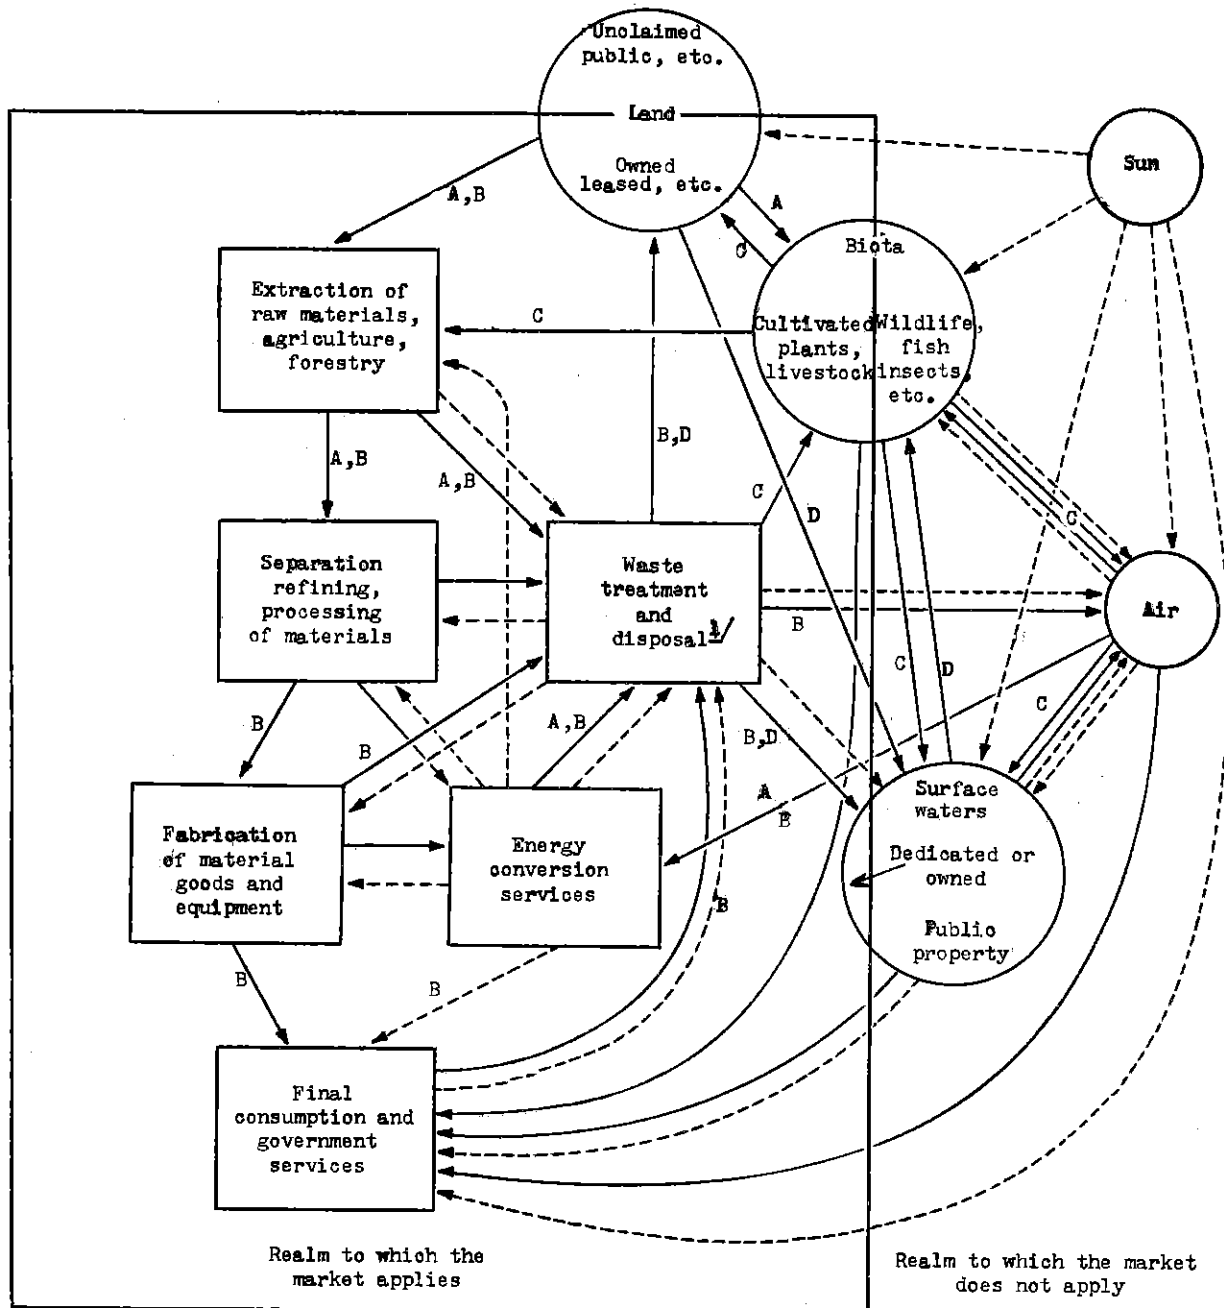 Unclaimed
public, etc.
Land
Owned
leased, etc.
Sun
A,B
A
C
Biota
Extraction of
raw materials,
agriculture,
forestry
C
Cultivated
plants,
livestock
Wildlife,
fish
insects,
etc.
A,B
A,B
B,D
C
D
C
Separation
refining,
processing
of materials
Waste
treatment
and
disposal 1/
Air
B
B
B
A,B
B,D
C
D
C
A
B
Surface
waters
Dedicated or
owned
Public
property
Fabrication
of material
goods and
equipment
Energy
conversion
services
B
B
B
Final
consumption and
government
services
Realm to which the
market applies
Realm to which the market
does not apply